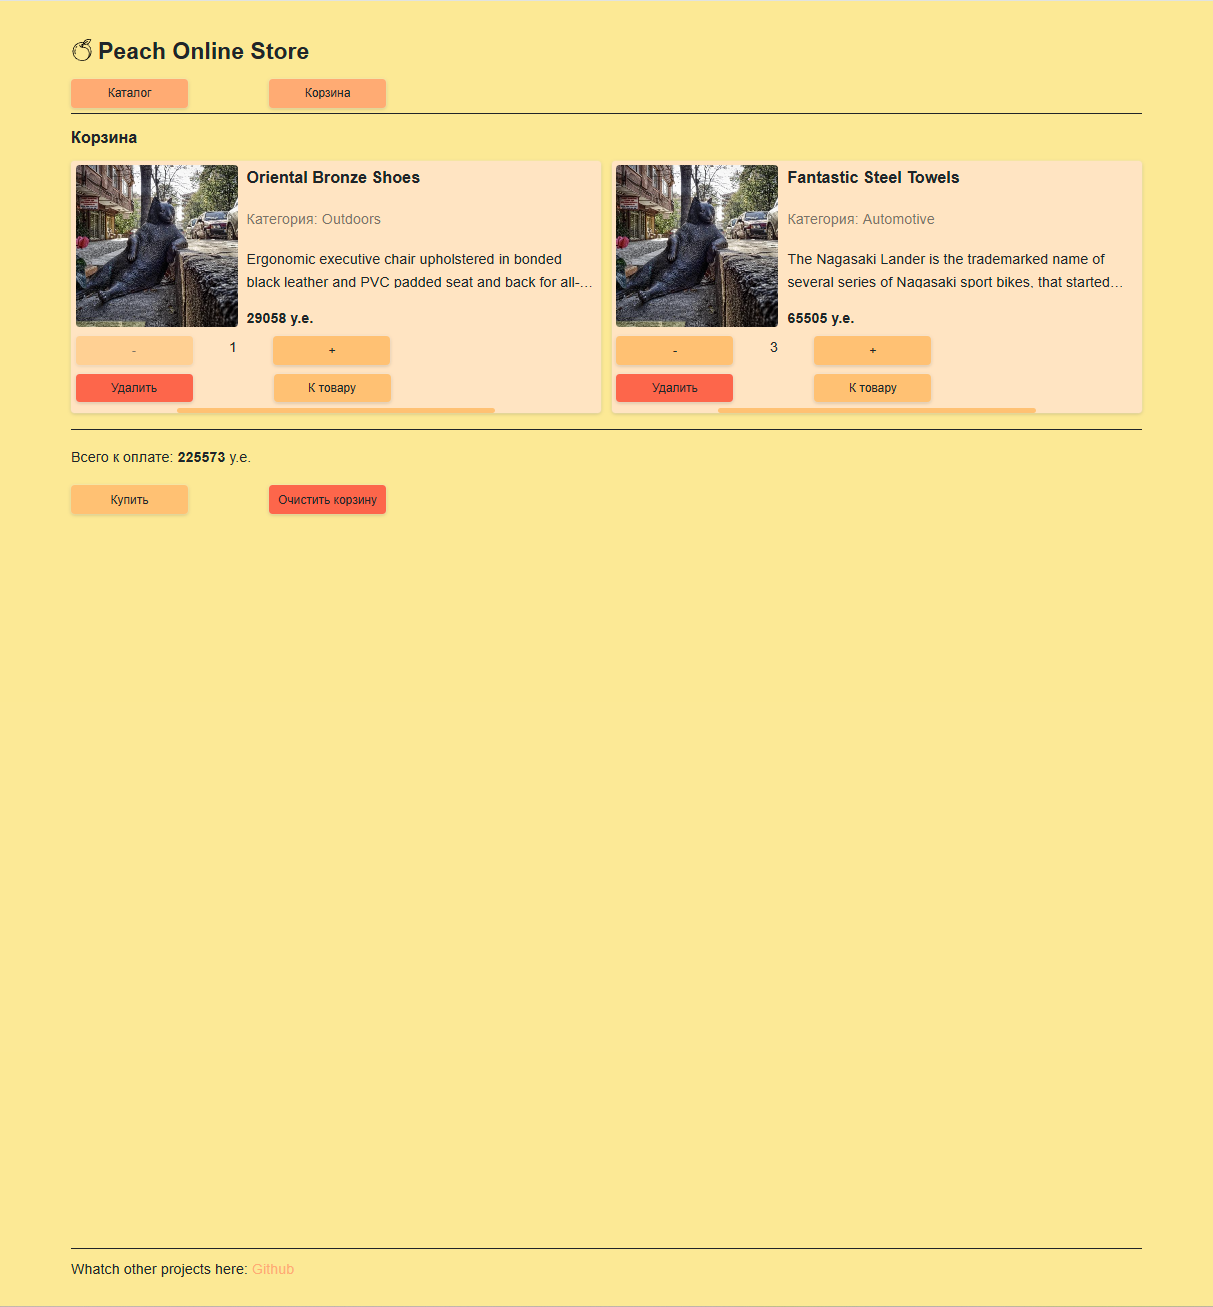 Peach Online Store
Каталог
Корзина
Корзина
Oriental Bronze Shoes
Категория: Outdoors
Ergonomic executive chair upholstered in bonded
black leather and PVC padded seat and back for all-...
29058 у.е.
-
1
+
Удалить
К товару
Fantastic Steel Towels
Категория: Automotive
The Nagasaki Lander is the trademarked name of
several series of Nagasaki sport bikes, that started...
65505 у.е.
-
3
+
Удалить
К товару
Всего к оплате: 225573 у.е.
Купить
Очистить корзину
Whatch other projects here: Github